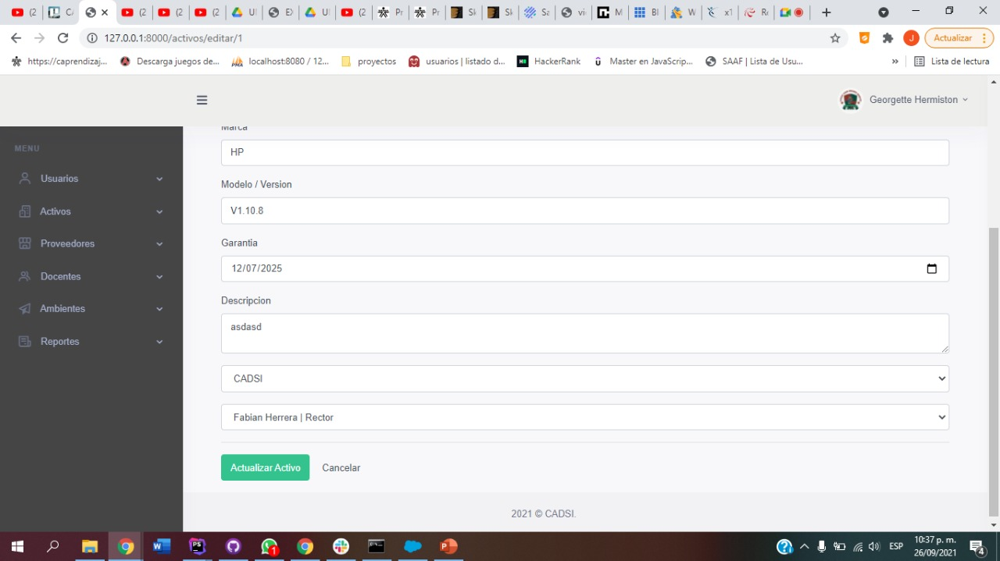 (2
C
(2
(2
(2
U
E
U
(2
Pr
Pr
Sk
Sk
Sa
vi
M
Bl
W
x1
Re
127.0.0.1:8000/activos/editar/1
J
Actualizar
https://caprendizaj...
Descarga juegos de...
localhost:8080 / 12...
proyectos
usuarios | listado d...
HackerRank
Master en JavaScrip...
SAAF | Lista de Usu...
»
Lista de lectura
Georgette Hermiston
Marca
MENU
HP
Usuarios
Modelo / Version
Activos
V1.10.8
Proveedores
Garantia
Docentes
12/07/2025
Descripcion
Ambientes
asdasd
Reportes
CADSI
Fabian Herrera | Rector
Actualizar Activo
Cancelar
2021 © CADSI.
ESP
10:37 p. m.
26/09/2021
4